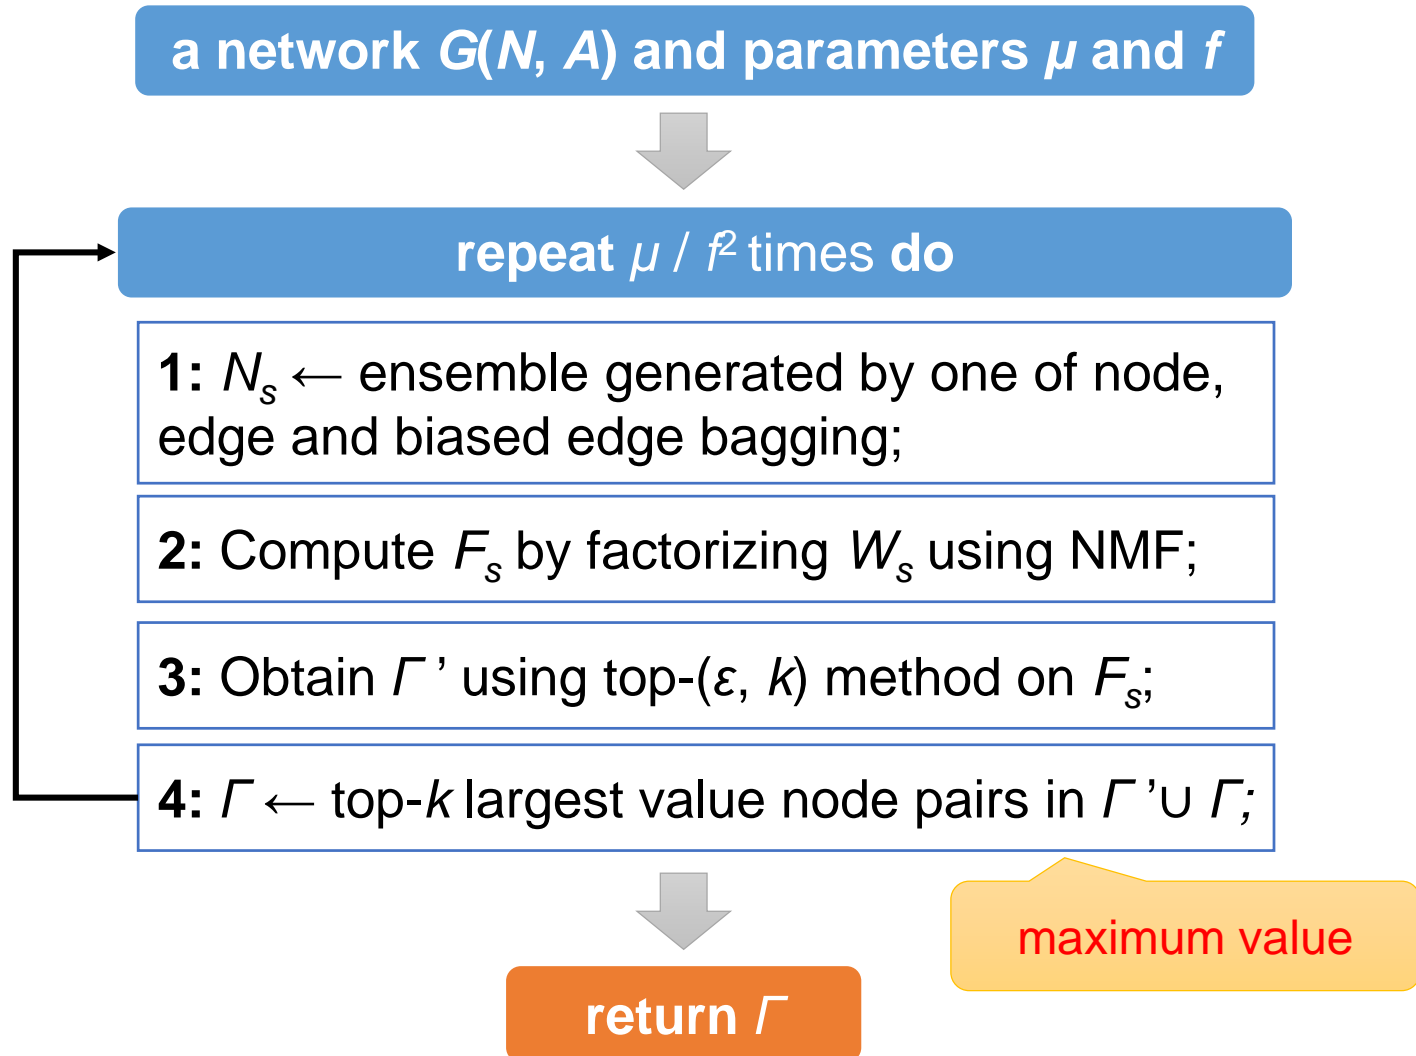 a network G(N, A) and parameters μ and f
repeat μ / f² times do
1: Nₛ ← ensemble generated by one of node,
edge and biased edge bagging;
2: Compute Fₛ by factorizing Wₛ using NMF;
3: Obtain Γ ’ using top-(ε, k) method on Fₛ;
4: Γ ← top-k largest value node pairs in Γ ’∪ Γ;
maximum value
return Γ